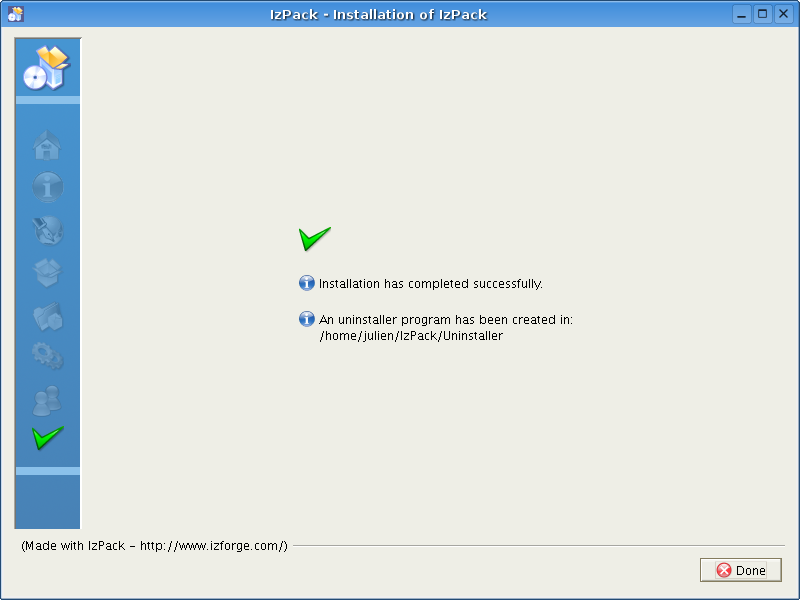 IzPack - Installation of IzPack
Installation has completed successfully.
An uninstaller program has been created in:
/home/julien/IzPack/Uninstaller
(Made with IzPack - http://www.izforge.com/)
Done